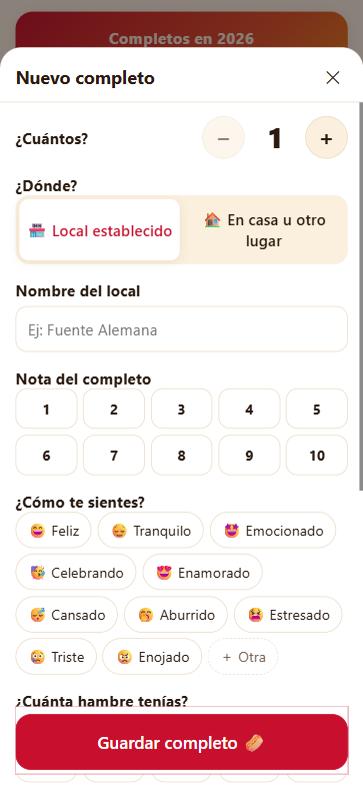 Completos en 2026
Nuevo completo
¿Cuántos?
− 1 +
¿Dónde?
Local establecido
En casa u otro
lugar
Nombre del local
Ej: Fuente Alemana
Nota del completo
1 2 3 4 5
6 7 8 9 10
¿Cómo te sientes?
Feliz Tranquilo Emocionado
Celebrando Enamorado
Cansado Aburrido Estresado
Triste Enojado + Otra
¿Cuánta hambre tenías?
Guardar completo